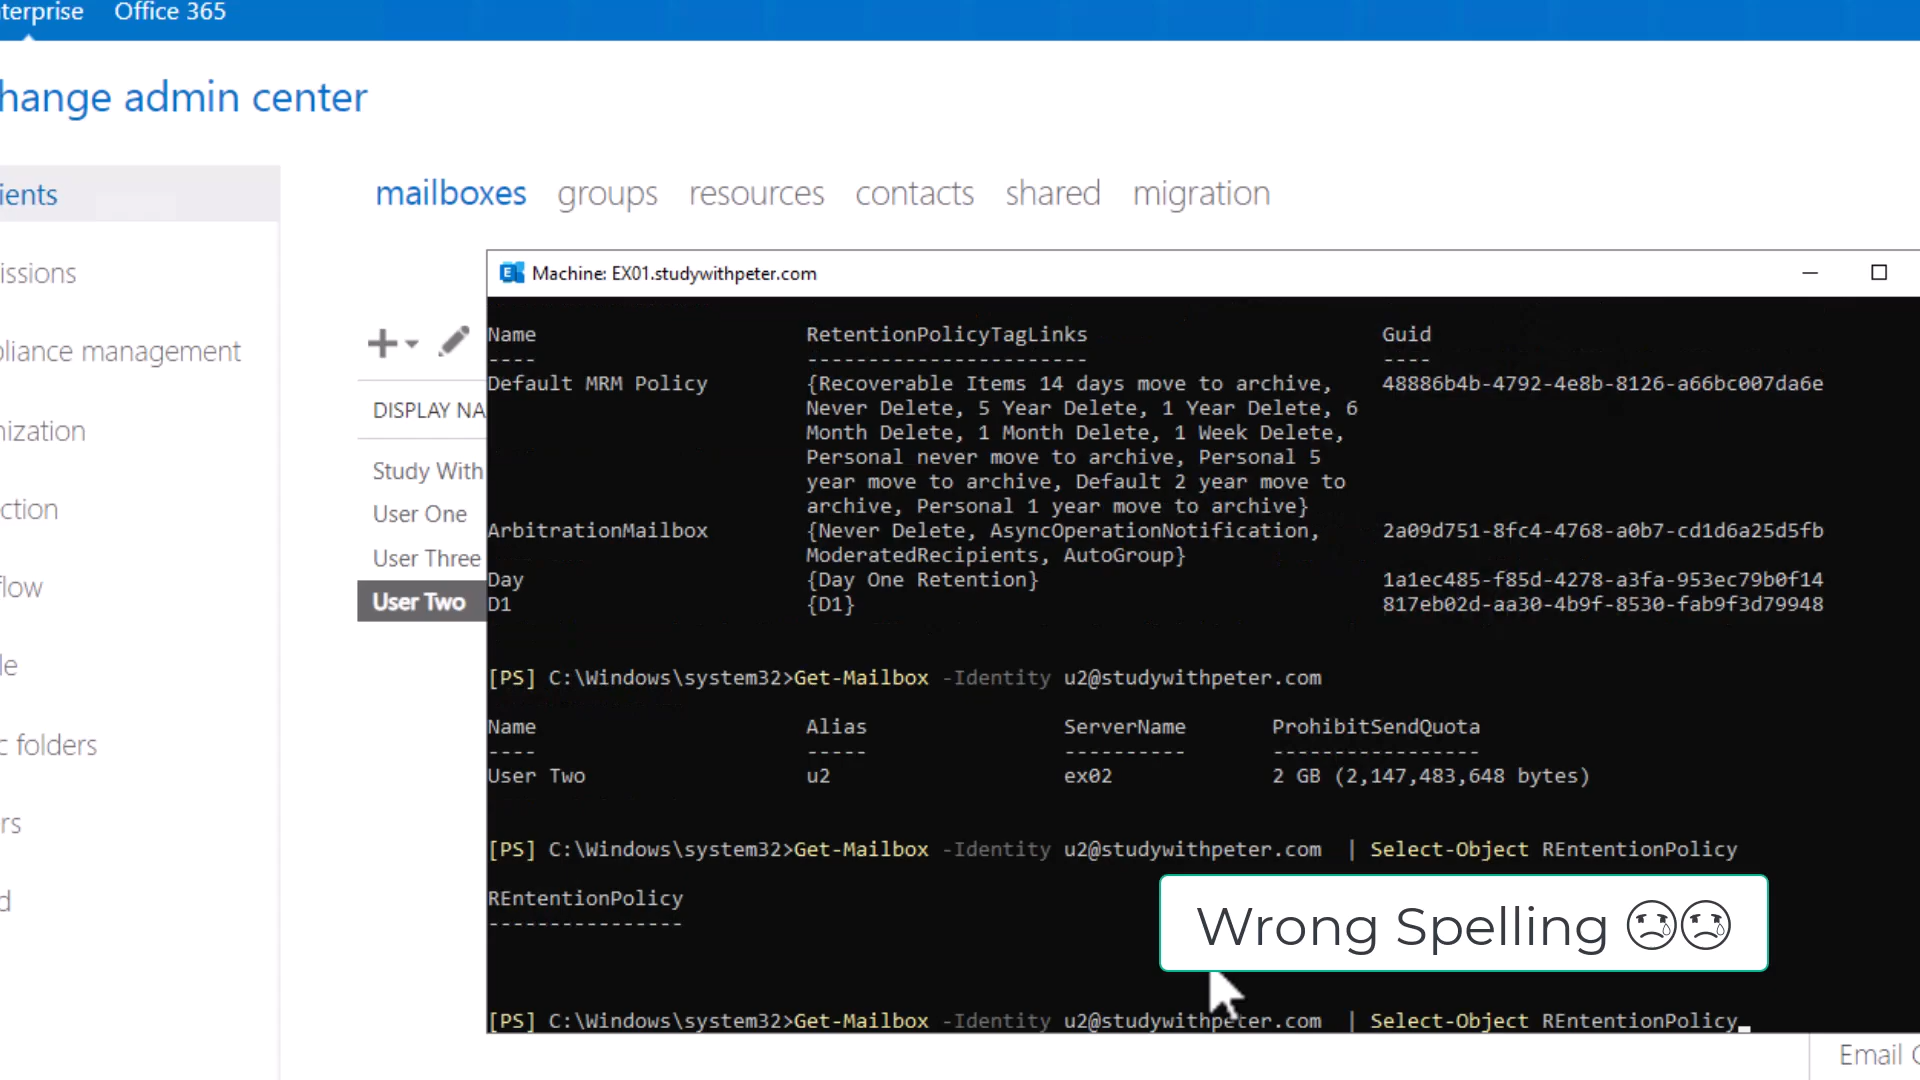 terprise Office 365
hange admin center
ients
issions
pliance management
nization
ction
flow
le
c folders
rs
d
mailboxes groups resources contacts shared migration
DISPLAY NA
Study With
User One
User Three
User Two
Machine: EX01.studywithpeter.com
Name RetentionPolicyTagLinks Guid
---- ----------------------- ----
Default MRM Policy {Recoverable Items 14 days move to archive, 48886b4b-4792-4e8b-8126-a66bc007da6e
Never Delete, 5 Year Delete, 1 Year Delete, 6
Month Delete, 1 Month Delete, 1 Week Delete,
Personal never move to archive, Personal 5
year move to archive, Default 2 year move to
archive, Personal 1 year move to archive}
ArbitrationMailbox {Never Delete, AsyncOperationNotification, 2a09d751-8fc4-4768-a0b7-cd1d6a25d5fb
ModeratedRecipients, AutoGroup}
Day {Day One Retention} 1a1ec485-f85d-4278-a3fa-953ec79b0f14
D1 {D1} 817eb02d-aa30-4b9f-8530-fab9f3d79948
[PS] C:\Windows\system32>Get-Mailbox -Identity u2@studywithpeter.com
Name Alias ServerName ProhibitSendQuota
---- ----- ---------- -----------------
User Two u2 ex02 2 GB (2,147,483,648 bytes)
[PS] C:\Windows\system32>Get-Mailbox -Identity u2@studywithpeter.com | Select-Object REntentionPolicy
REntentionPolicy
----------------
Wrong Spelling 😢😢
[PS] C:\Windows\system32>Get-Mailbox -Identity u2@studywithpeter.com | Select-Object REntentionPolicy_
Email